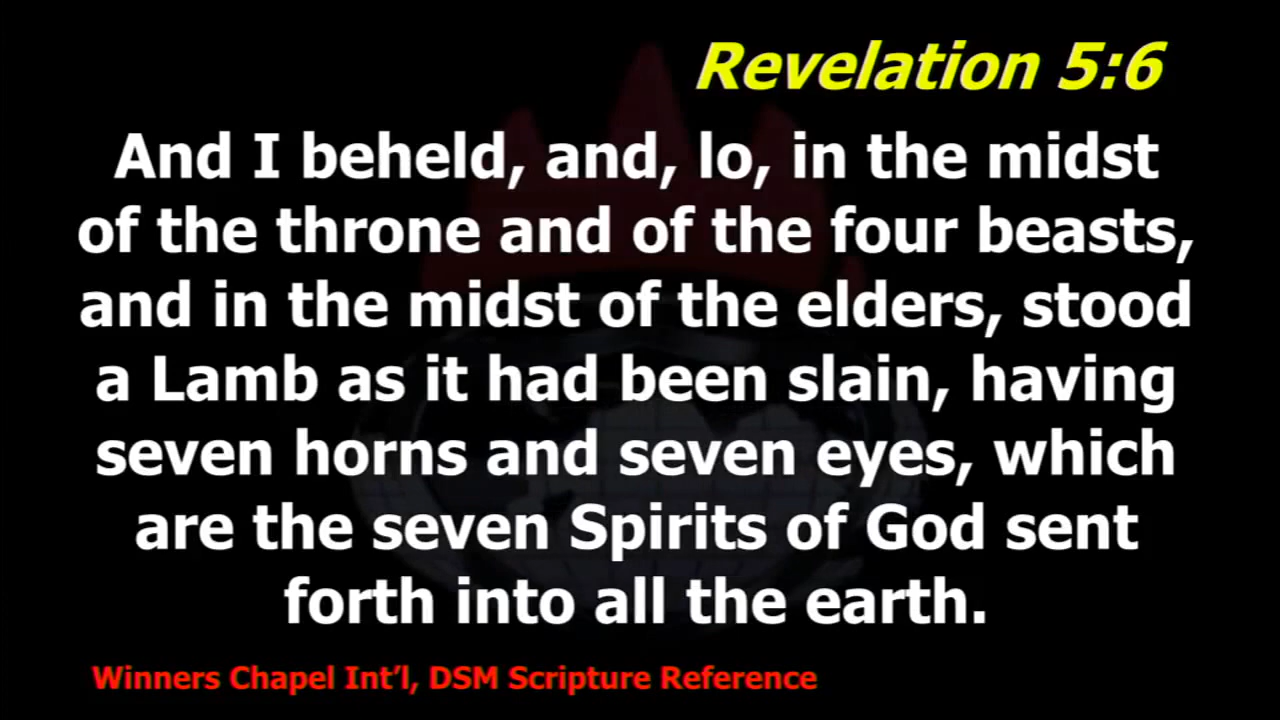 Revelation 5:6
And I beheld, and, lo, in the midst
of the throne and of the four beasts,
and in the midst of the elders, stood
a Lamb as it had been slain, having
seven horns and seven eyes, which
are the seven Spirits of God sent
forth into all the earth.
Winners Chapel Int’l, DSM Scripture Reference